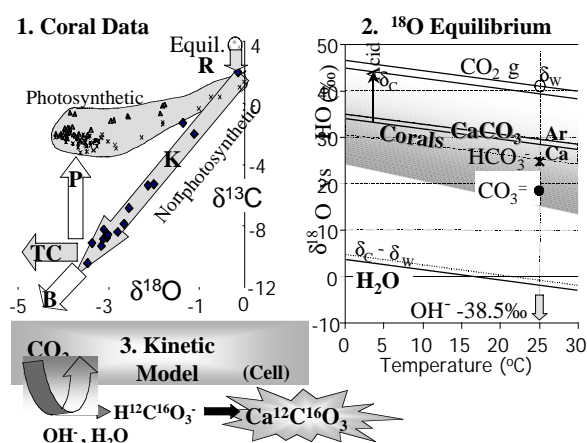 1. Coral Data
Equil.
R
4
0
-4
-8
-12
Photosynthetic
Nonphotosynthetic
K
P
δ¹³C
TC
B
-5
-3
-1
0
δ¹⁸O
2. ¹⁸O Equilibrium
50
40
30
20
10
0
-10
δ¹⁸O vs HO (‰)
Acid
δC
CO₂ g
δW
Corals
CaCO₃
Ar
HCO₃⁻
Ca
CO₃=
δC - δW
H₂O
OH⁻ -38.5‰
0 5 10 15 20 25 30
Temperature (ºC)
CO₂
3. Kinetic
Model
(Cell)
OH⁻, H₂O
H¹²C¹⁶O₃⁻
Ca¹²C¹⁶O₃